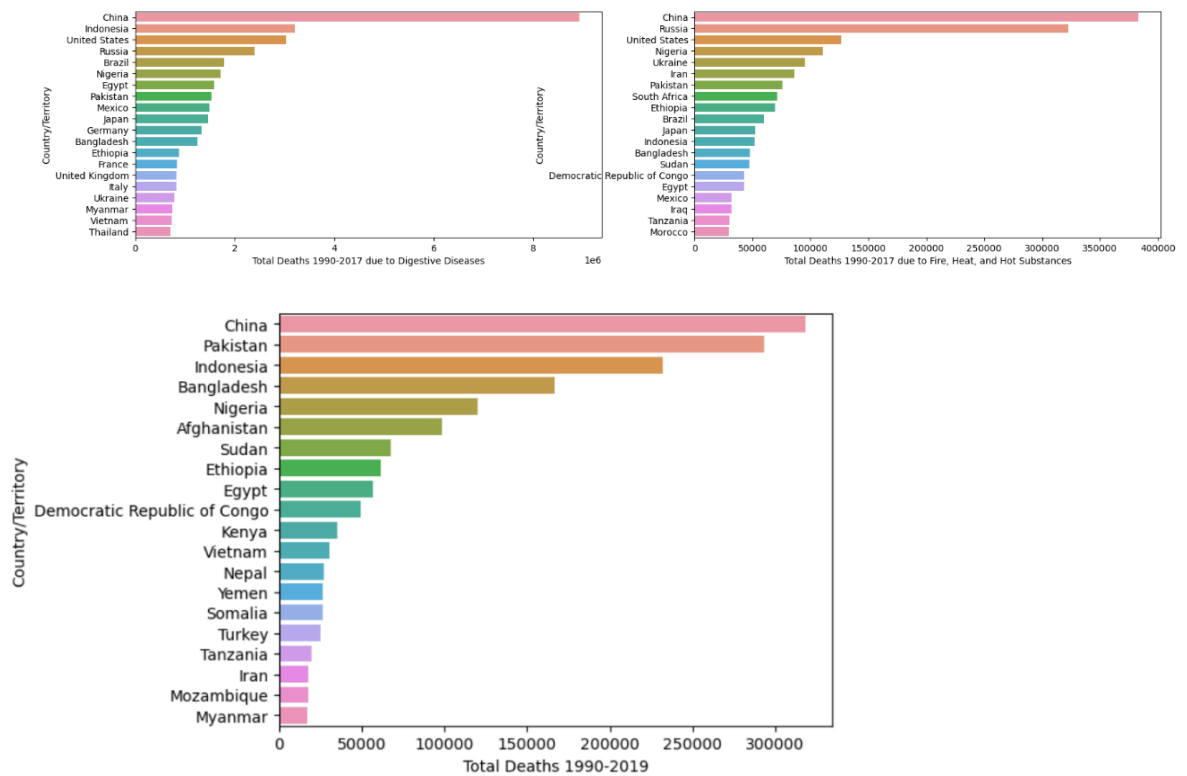 China
Indonesia
United States
Russia
Brazil
Nigeria
Egypt
Pakistan
Mexico
Japan
Germany
Bangladesh
Ethiopia
France
United Kingdom
Italy
Ukraine
Myanmar
Vietnam
Thailand
Country/Territory
0 2 4 6 8
1e6
Total Deaths 1990-2017 due to Digestive Diseases
China
Russia
United States
Nigeria
Ukraine
Iran
Pakistan
South Africa
Ethiopia
Brazil
Japan
Indonesia
Bangladesh
Sudan
Democratic Republic of Congo
Egypt
Mexico
Iraq
Tanzania
Morocco
Country/Territory
0 50000 100000 150000 200000 250000 300000 350000 400000
Total Deaths 1990-2017 due to Fire, Heat, and Hot Substances
China
Pakistan
Indonesia
Bangladesh
Nigeria
Afghanistan
Sudan
Ethiopia
Egypt
Democratic Republic of Congo
Kenya
Vietnam
Nepal
Yemen
Somalia
Turkey
Tanzania
Iran
Mozambique
Myanmar
Country/Territory
0 50000 100000 150000 200000 250000 300000
Total Deaths 1990-2019